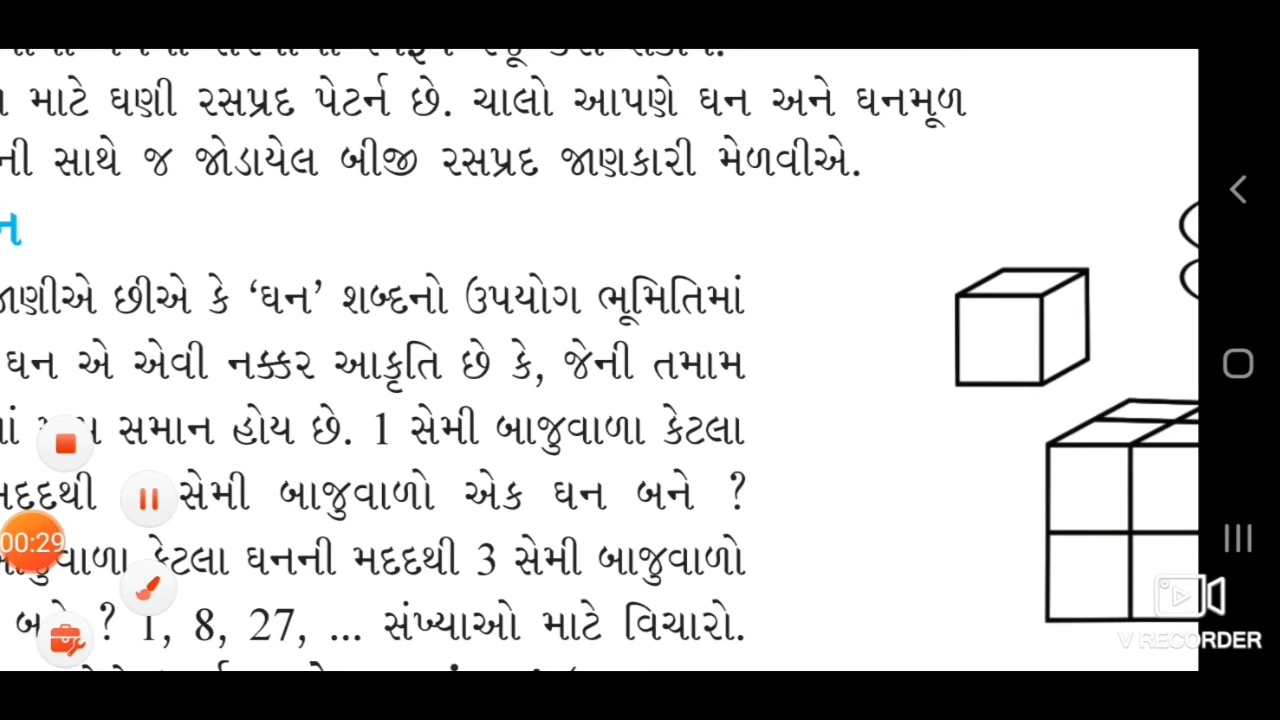 માટે ઘણી રસપ્રદ પેટર્ન છે. ચાલો આપણે ઘન અને ઘનમૂળ
ની સાથે જ જોડાયેલ બીજી રસપ્રદ જાણકારી મેળવીએ.
ન
જાણીએ છીએ કે ‘ઘન’ શબ્દનો ઉપયોગ ભૂમિતિમાં
ઘન એ એવી નક્કર આકૃતિ છે કે, જેની તમામ
સમાન હોય છે. 1 સેમી બાજુવાળા કેટલા
મદદથી સેમી બાજુવાળો એક ઘન બને ?
કેટલા ઘનની મદદથી 3 સેમી બાજુવાળો
? 1, 8, 27, ... સંખ્યાઓ માટે વિચારો.
00:29
V RECORDER